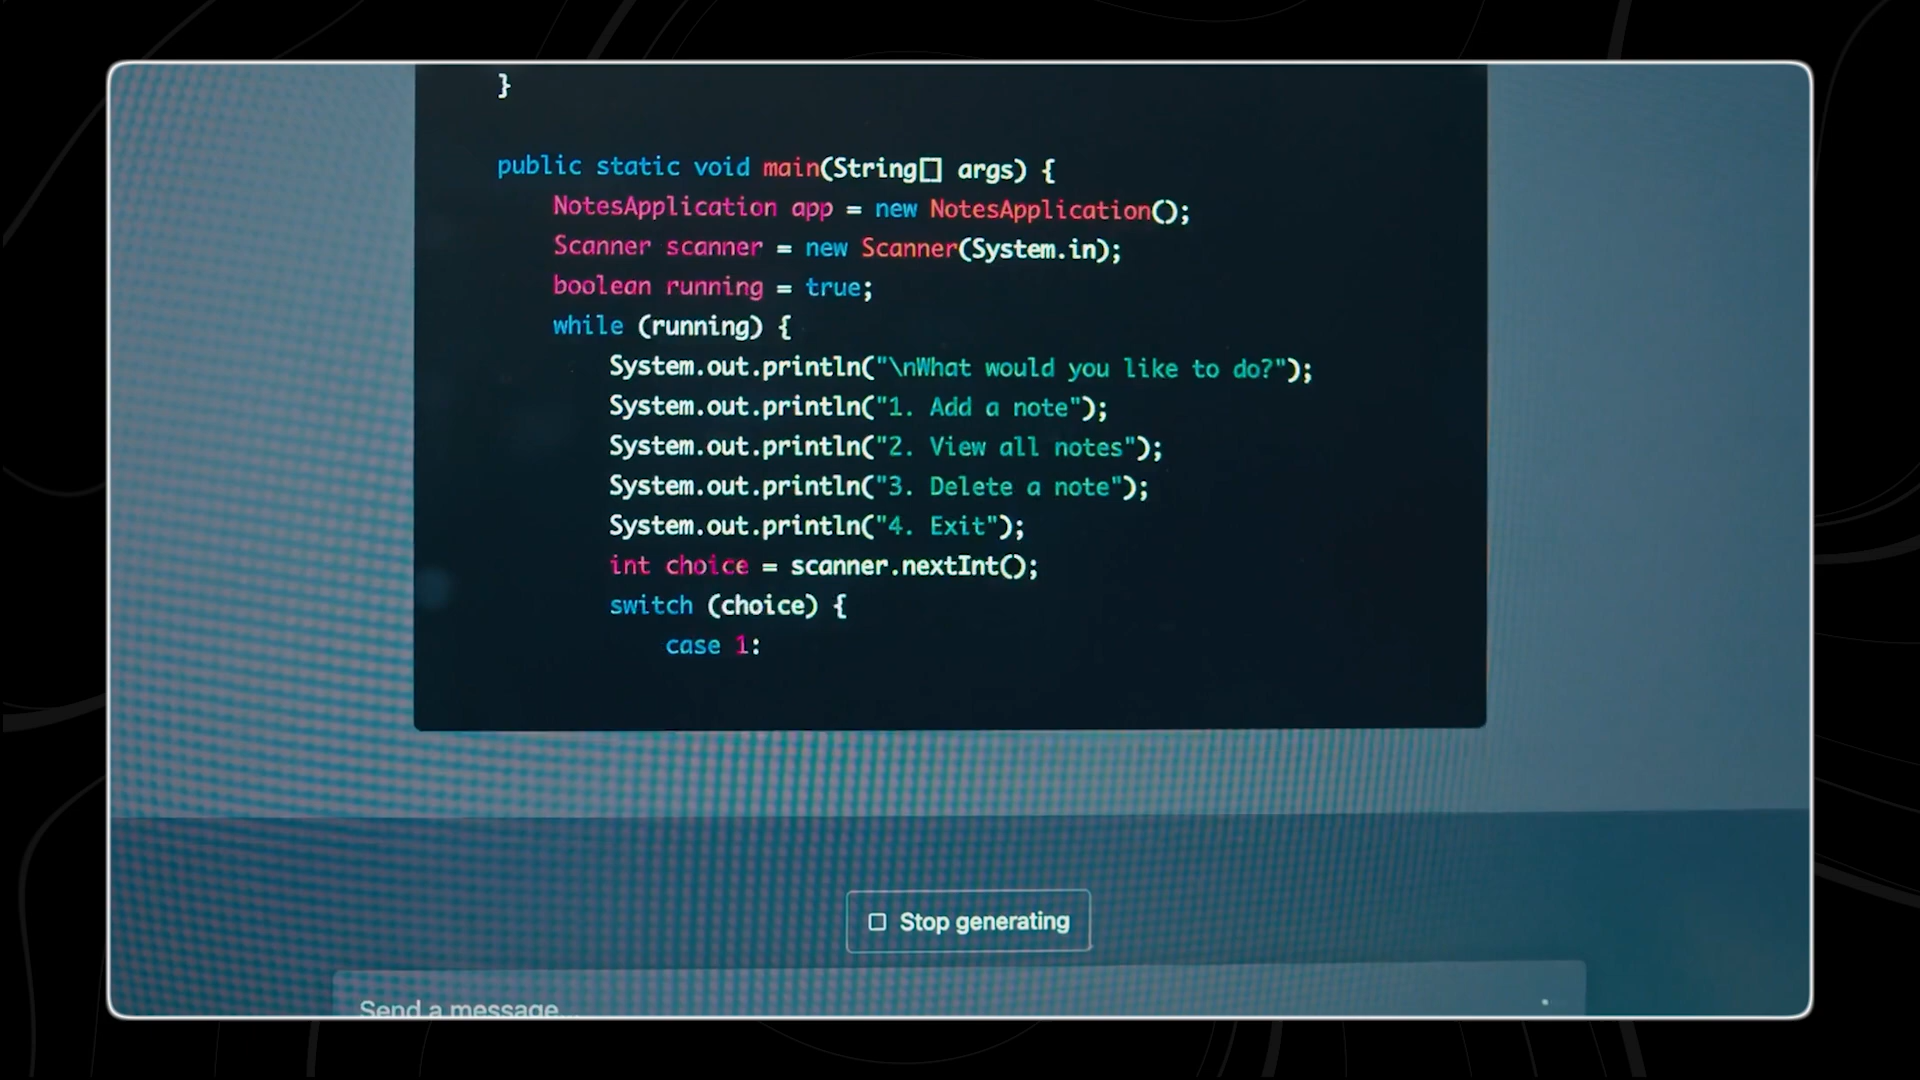 }
public static void main(String[] args) {
NotesApplication app = new NotesApplication();
Scanner scanner = new Scanner(System.in);
boolean running = true;
while (running) {
System.out.println("\nWhat would you like to do?");
System.out.println("1. Add a note");
System.out.println("2. View all notes");
System.out.println("3. Delete a note");
System.out.println("4. Exit");
int choice = scanner.nextInt();
switch (choice) {
case 1:
Stop generating
Send a message...